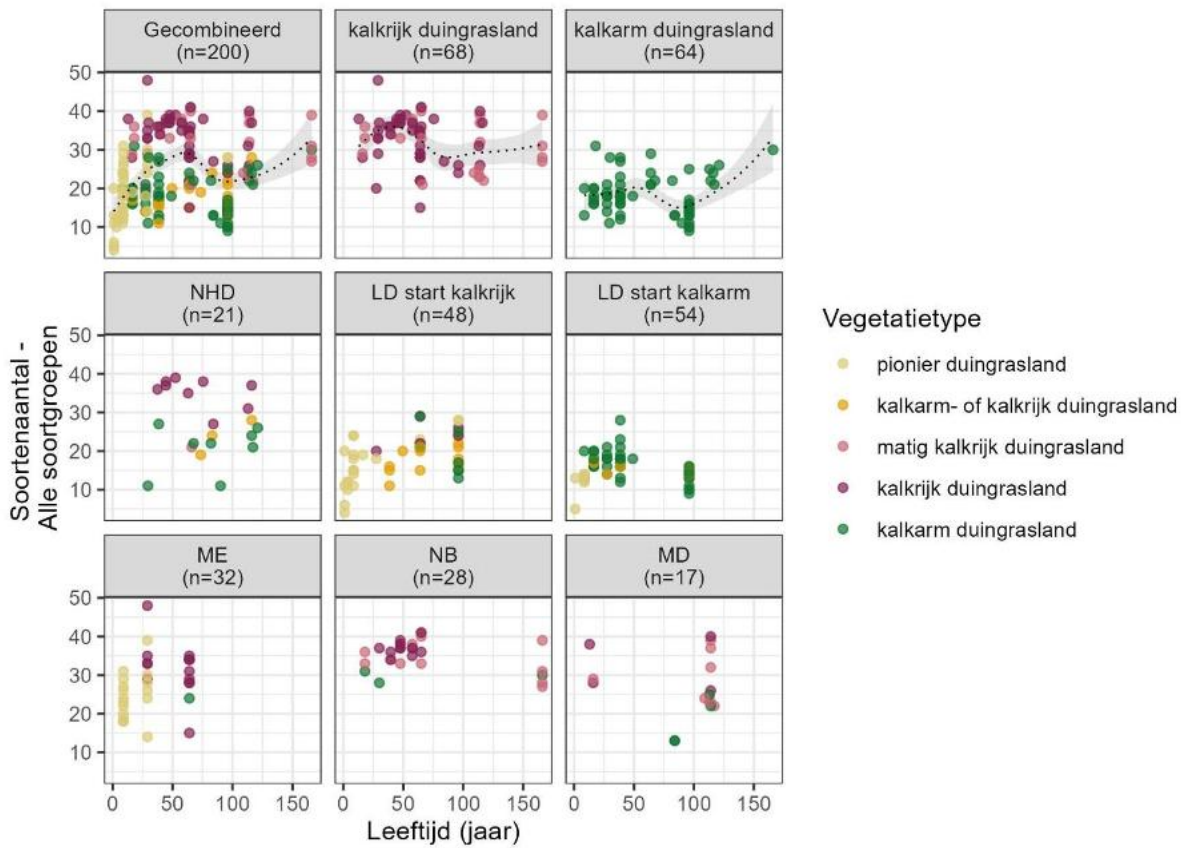 Gecombineerd
(n=200)
kalkrijk duingrasland
(n=68)
kalkarm duingrasland
(n=64)
50
40
30
20
10
NHD
(n=21)
LD start kalkrijk
(n=48)
LD start kalkarm
(n=54)
50
40
30
20
10
ME
(n=32)
NB
(n=28)
MD
(n=17)
50
40
30
20
10
0 50 100 150
0 50 100 150
0 50 100 150
Leeftijd (jaar)
Soortenaantal -
Alle soortgroepen
Vegetatietype
pionier duingrasland
kalkarm- of kalkrijk duingrasland
matig kalkrijk duingrasland
kalkrijk duingrasland
kalkarm duingrasland